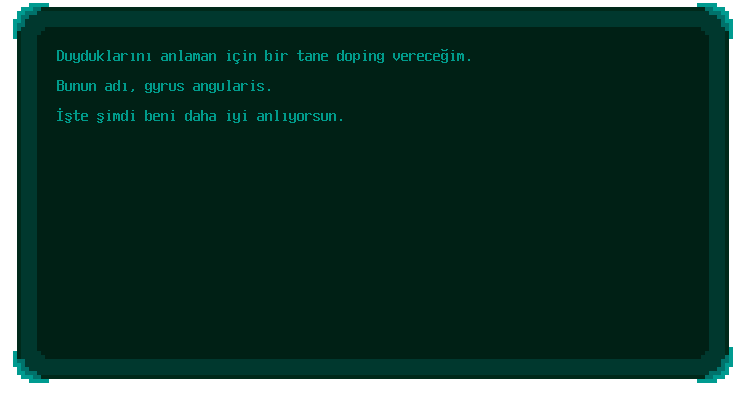 Duyduklarını anlaman için bir tane doping vereceğim.
Bunun adı, gyrus angularis.
İşte şimdi beni daha iyi anlıyorsun.